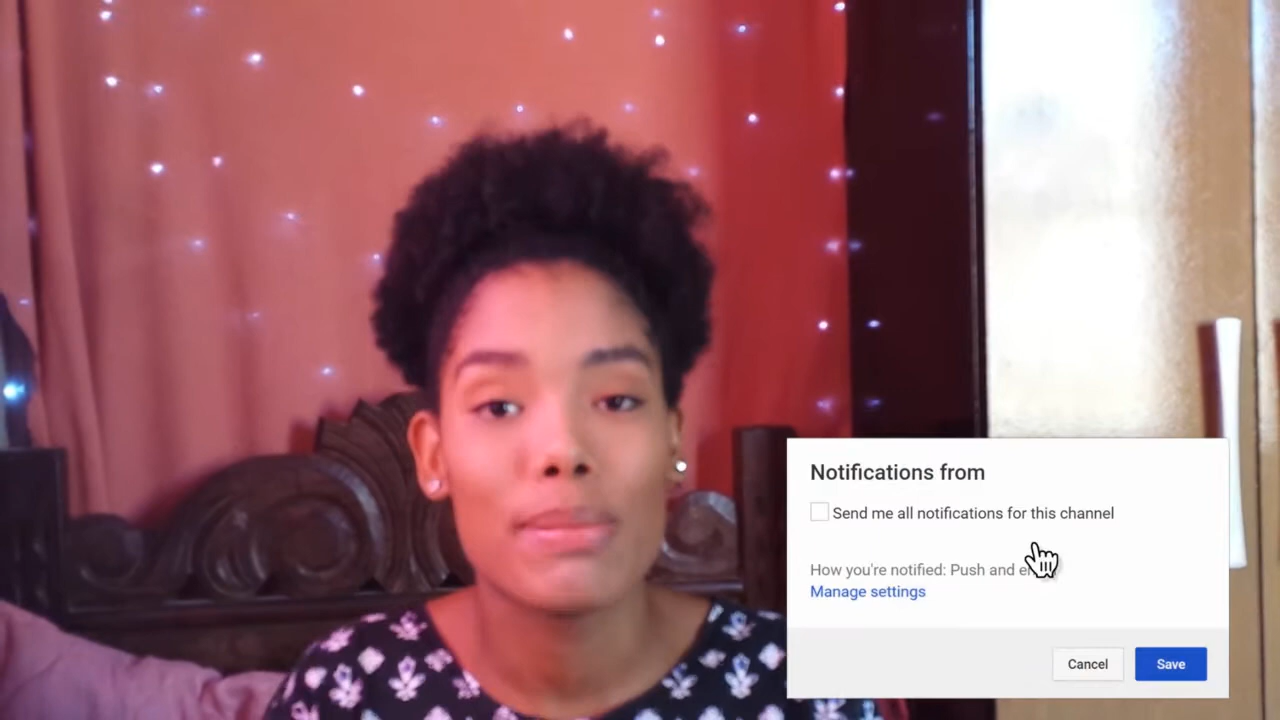 Notifications from
Send me all notifications for this channel
How you're notified: Push and
Manage settings
Cancel
Save